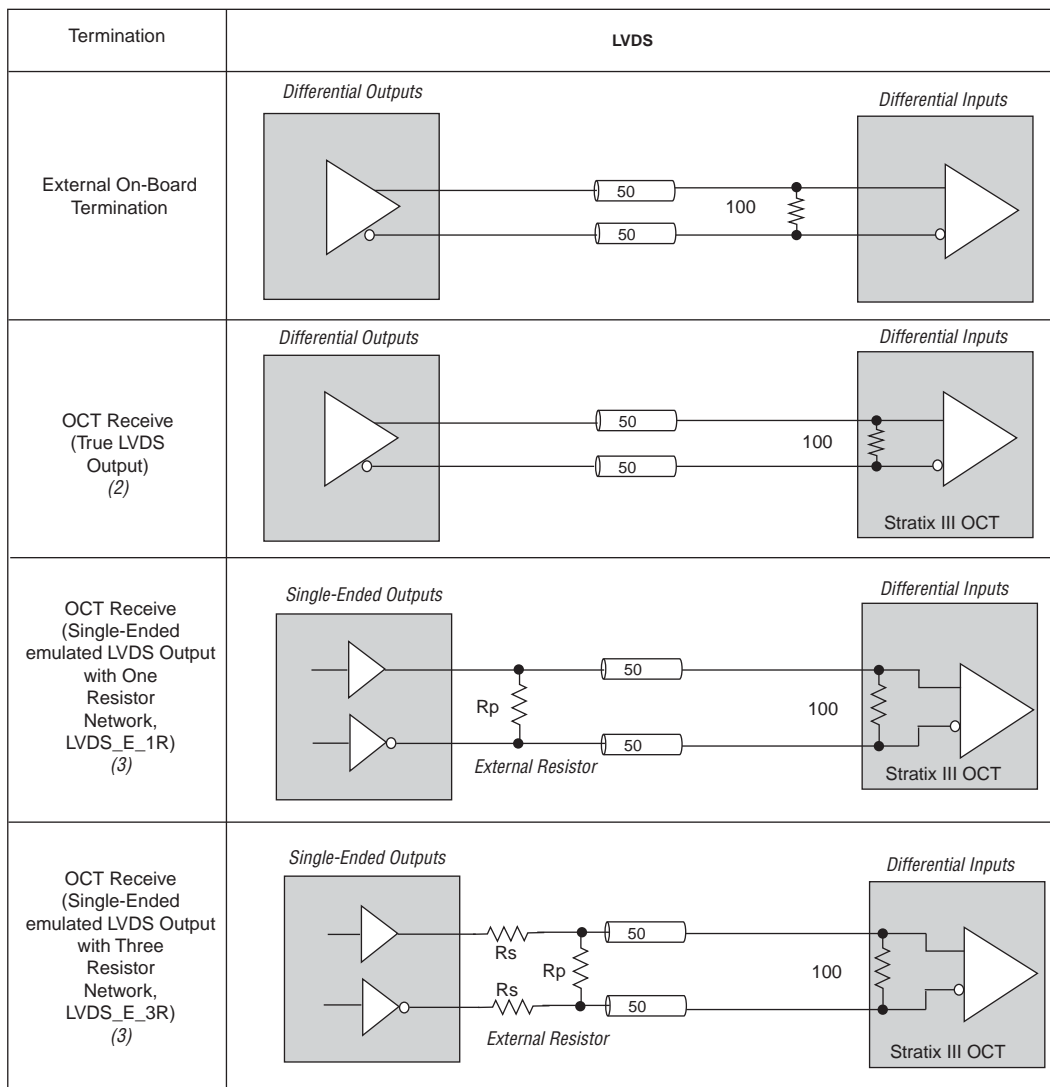 Termination
LVDS
External On-Board
Termination
Differential Outputs
Differential Inputs
50
50
100
OCT Receive
(True LVDS
Output)
(2)
Differential Outputs
Differential Inputs
50
50
100
Stratix III OCT
OCT Receive
(Single-Ended
emulated LVDS Output
with One
Resistor
Network,
LVDS_E_1R)
(3)
Single-Ended Outputs
Differential Inputs
50
Rp
100
50
External Resistor
Stratix III OCT
OCT Receive
(Single-Ended
emulated LVDS Output
with Three
Resistor
Network,
LVDS_E_3R)
(3)
Single-Ended Outputs
Differential Inputs
50
Rs
Rp
100
Rs
50
External Resistor
Stratix III OCT